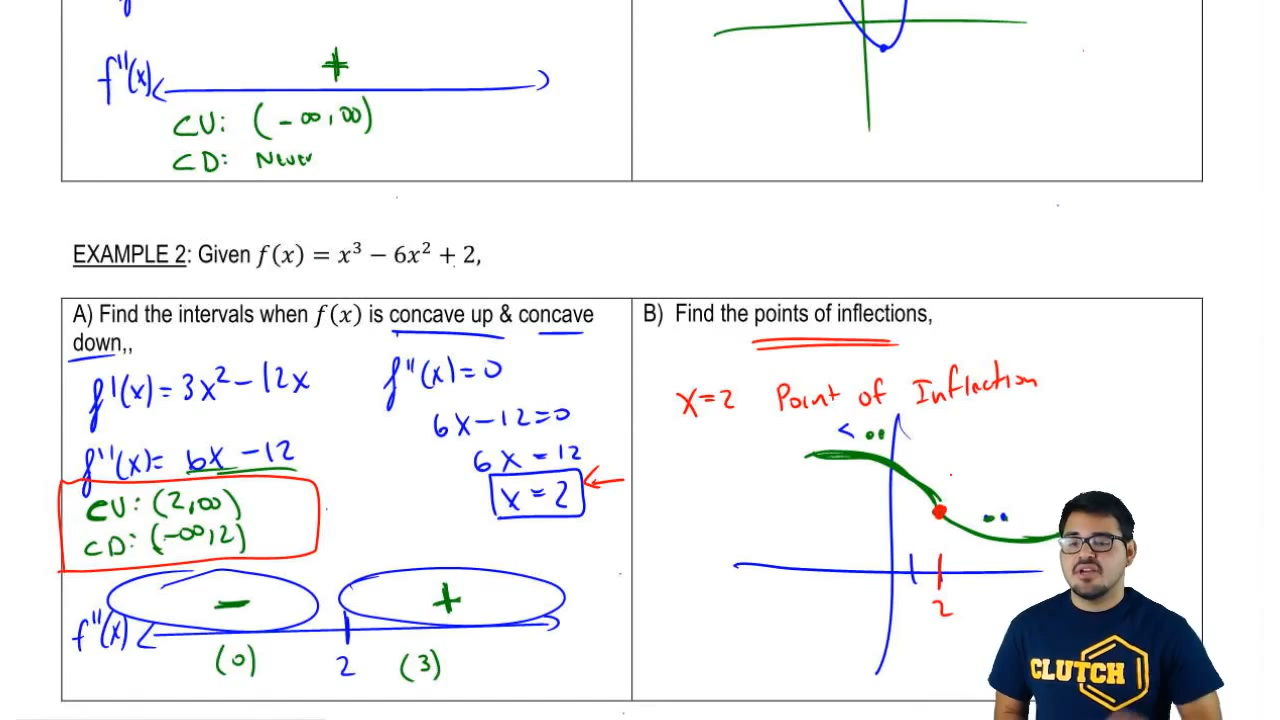 f''(x)
+
CU: (-∞,∞)
CD: Never
EXAMPLE 2: Given f(x) = x³ − 6x² + 2,
A) Find the intervals when f(x) is concave up & concave
down,,
f'(x) = 3x² − 12x
f''(x) = 6x − 12
CU: (2,∞)
CD: (-∞,2)
f''(x) = 0
6x − 12 = 0
6x = 12
x = 2
− +
f''(x)
(0) 2 (3)
B) Find the points of inflections,
x=2 Point of Inflection
2
CLUTCH